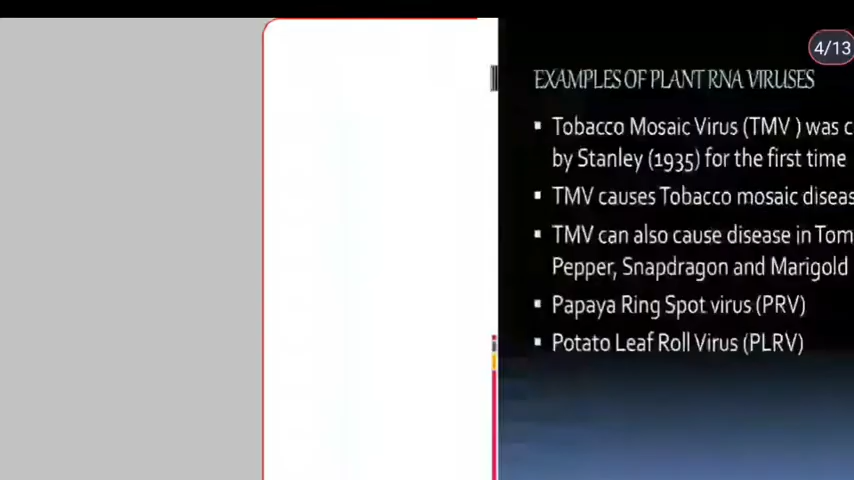 4/13
EXAMPLES OF PLANT RNA VIRUSES
▪ Tobacco Mosaic Virus (TMV ) was
by Stanley (1935) for the first time
▪ TMV causes Tobacco mosaic
▪ TMV can also cause disease in
Pepper, Snapdragon and Marigold
▪ Papaya Ring Spot virus (PRV)
▪ Potato Leaf Roll Virus (PLRV)